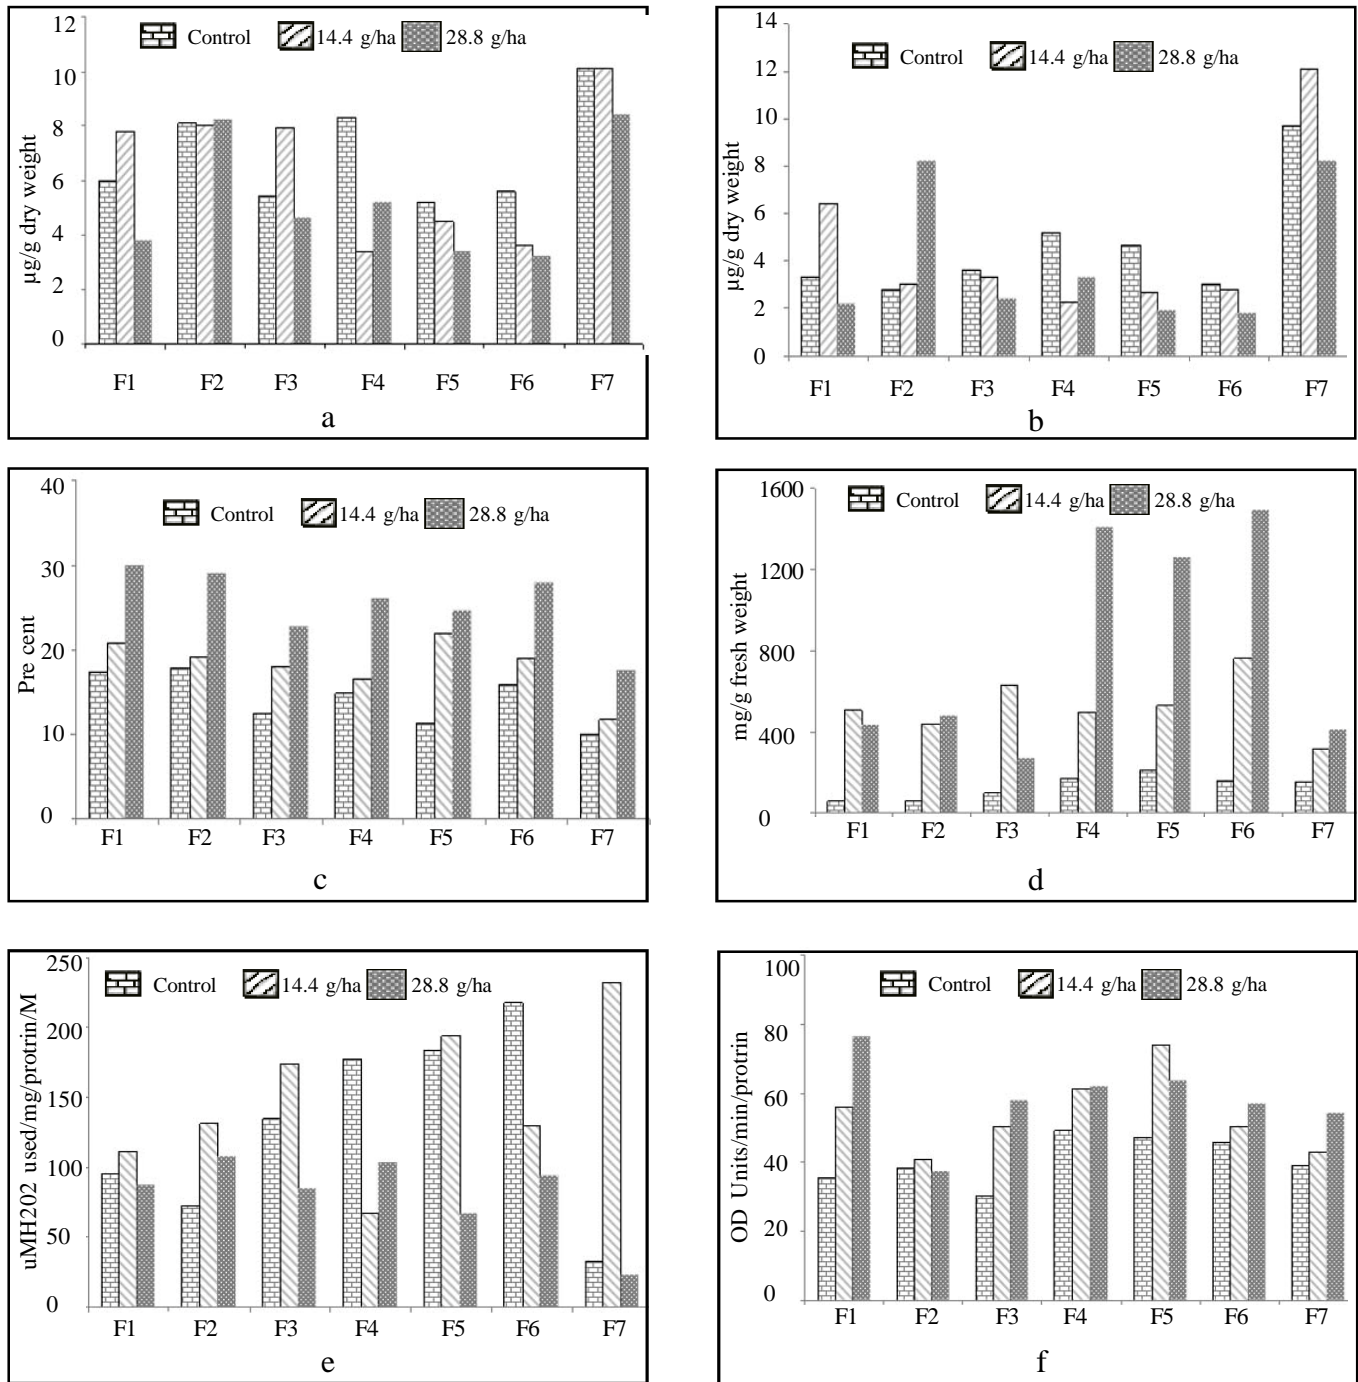 12
10
8
6
4
2
0
µg/g dry weight
Control 14.4 g/ha 28.8 g/ha
F1 F2 F3 F4 F5 F6 F7
a
14
12
10
8
6
4
2
0
µg/g dry weight
Control 14.4 g/ha 28.8 g/ha
F1 F2 F3 F4 F5 F6 F7
b
40
30
20
10
0
Pre cent
Control 14.4 g/ha 28.8 g/ha
F1 F2 F3 F4 F5 F6 F7
c
1600
1200
800
400
0
mg/g fresh weight
Control 14.4 g/ha 28.8 g/ha
F1 F2 F3 F4 F5 F6 F7
d
250
200
150
100
50
0
uMH202 used/mg/protrin/M
Control 14.4 g/ha 28.8 g/ha
F1 F2 F3 F4 F5 F6 F7
e
100
80
60
40
20
0
OD Units/min/protrin
Control 14.4 g/ha 28.8 g/ha
F1 F2 F3 F4 F5 F6 F7
f